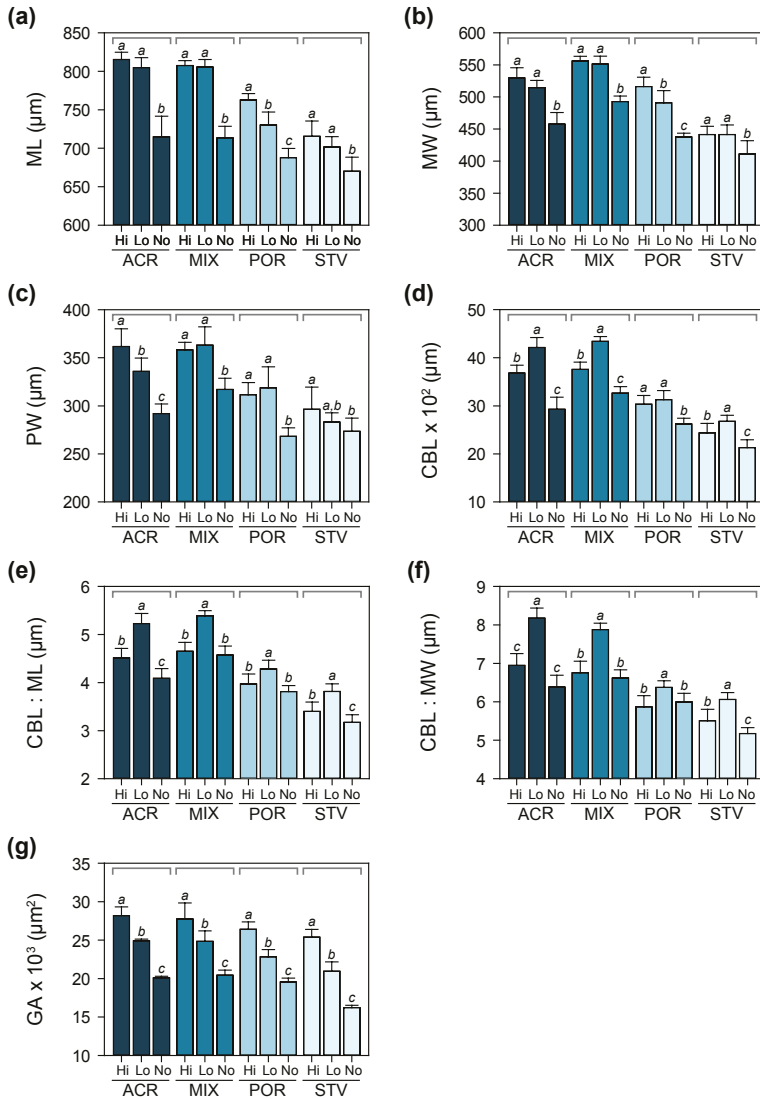 (a)
850
800
750
700
650
600
ML (µm)
a a b a a b a b c a a b
Hi Lo No Hi Lo No Hi Lo No Hi Lo No
ACR MIX POR STV
(b)
600
550
500
450
400
350
300
MW (µm)
a a b a a b a b c a a b
Hi Lo No Hi Lo No Hi Lo No Hi Lo No
ACR MIX POR STV
(c)
400
350
300
250
200
PW (µm)
a b c a a b a a b a a,b b
Hi Lo No Hi Lo No Hi Lo No Hi Lo No
ACR MIX POR STV
(d)
50
40
30
20
10
CBL x 10² (µm)
b a c b a c a a b b a c
Hi Lo No Hi Lo No Hi Lo No Hi Lo No
ACR MIX POR STV
(e)
6
5
4
3
2
CBL : ML (µm)
b a c b a b b a b b a c
Hi Lo No Hi Lo No Hi Lo No Hi Lo No
ACR MIX POR STV
(f)
9
8
7
6
5
4
CBL : MW (µm)
c a b b a b b a b b a c
Hi Lo No Hi Lo No Hi Lo No Hi Lo No
ACR MIX POR STV
(g)
35
30
25
20
15
10
GA x 10³ (µm²)
a b c a b c a b c a b c
Hi Lo No Hi Lo No Hi Lo No Hi Lo No
ACR MIX POR STV